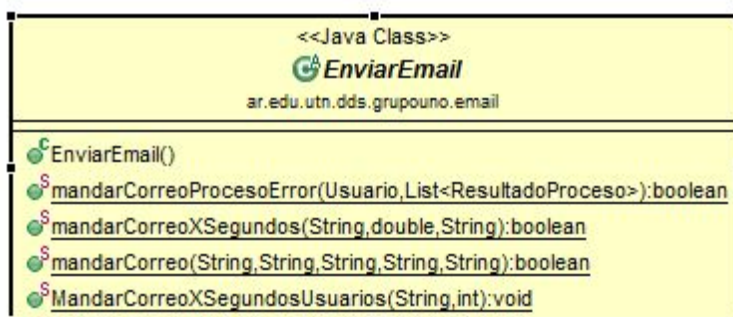 <<Java Class>>
EnviarEmail
ar.edu.utn.dds.grupouno.email
EnviarEmail()
mandarCorreoProcesoError(Usuario,List<ResultadoProceso>):boolean
mandarCorreoXSegundos(String,double,String):boolean
mandarCorreo(String,String,String,String,String):boolean
MandarCorreoXSegundosUsuarios(String,int):void